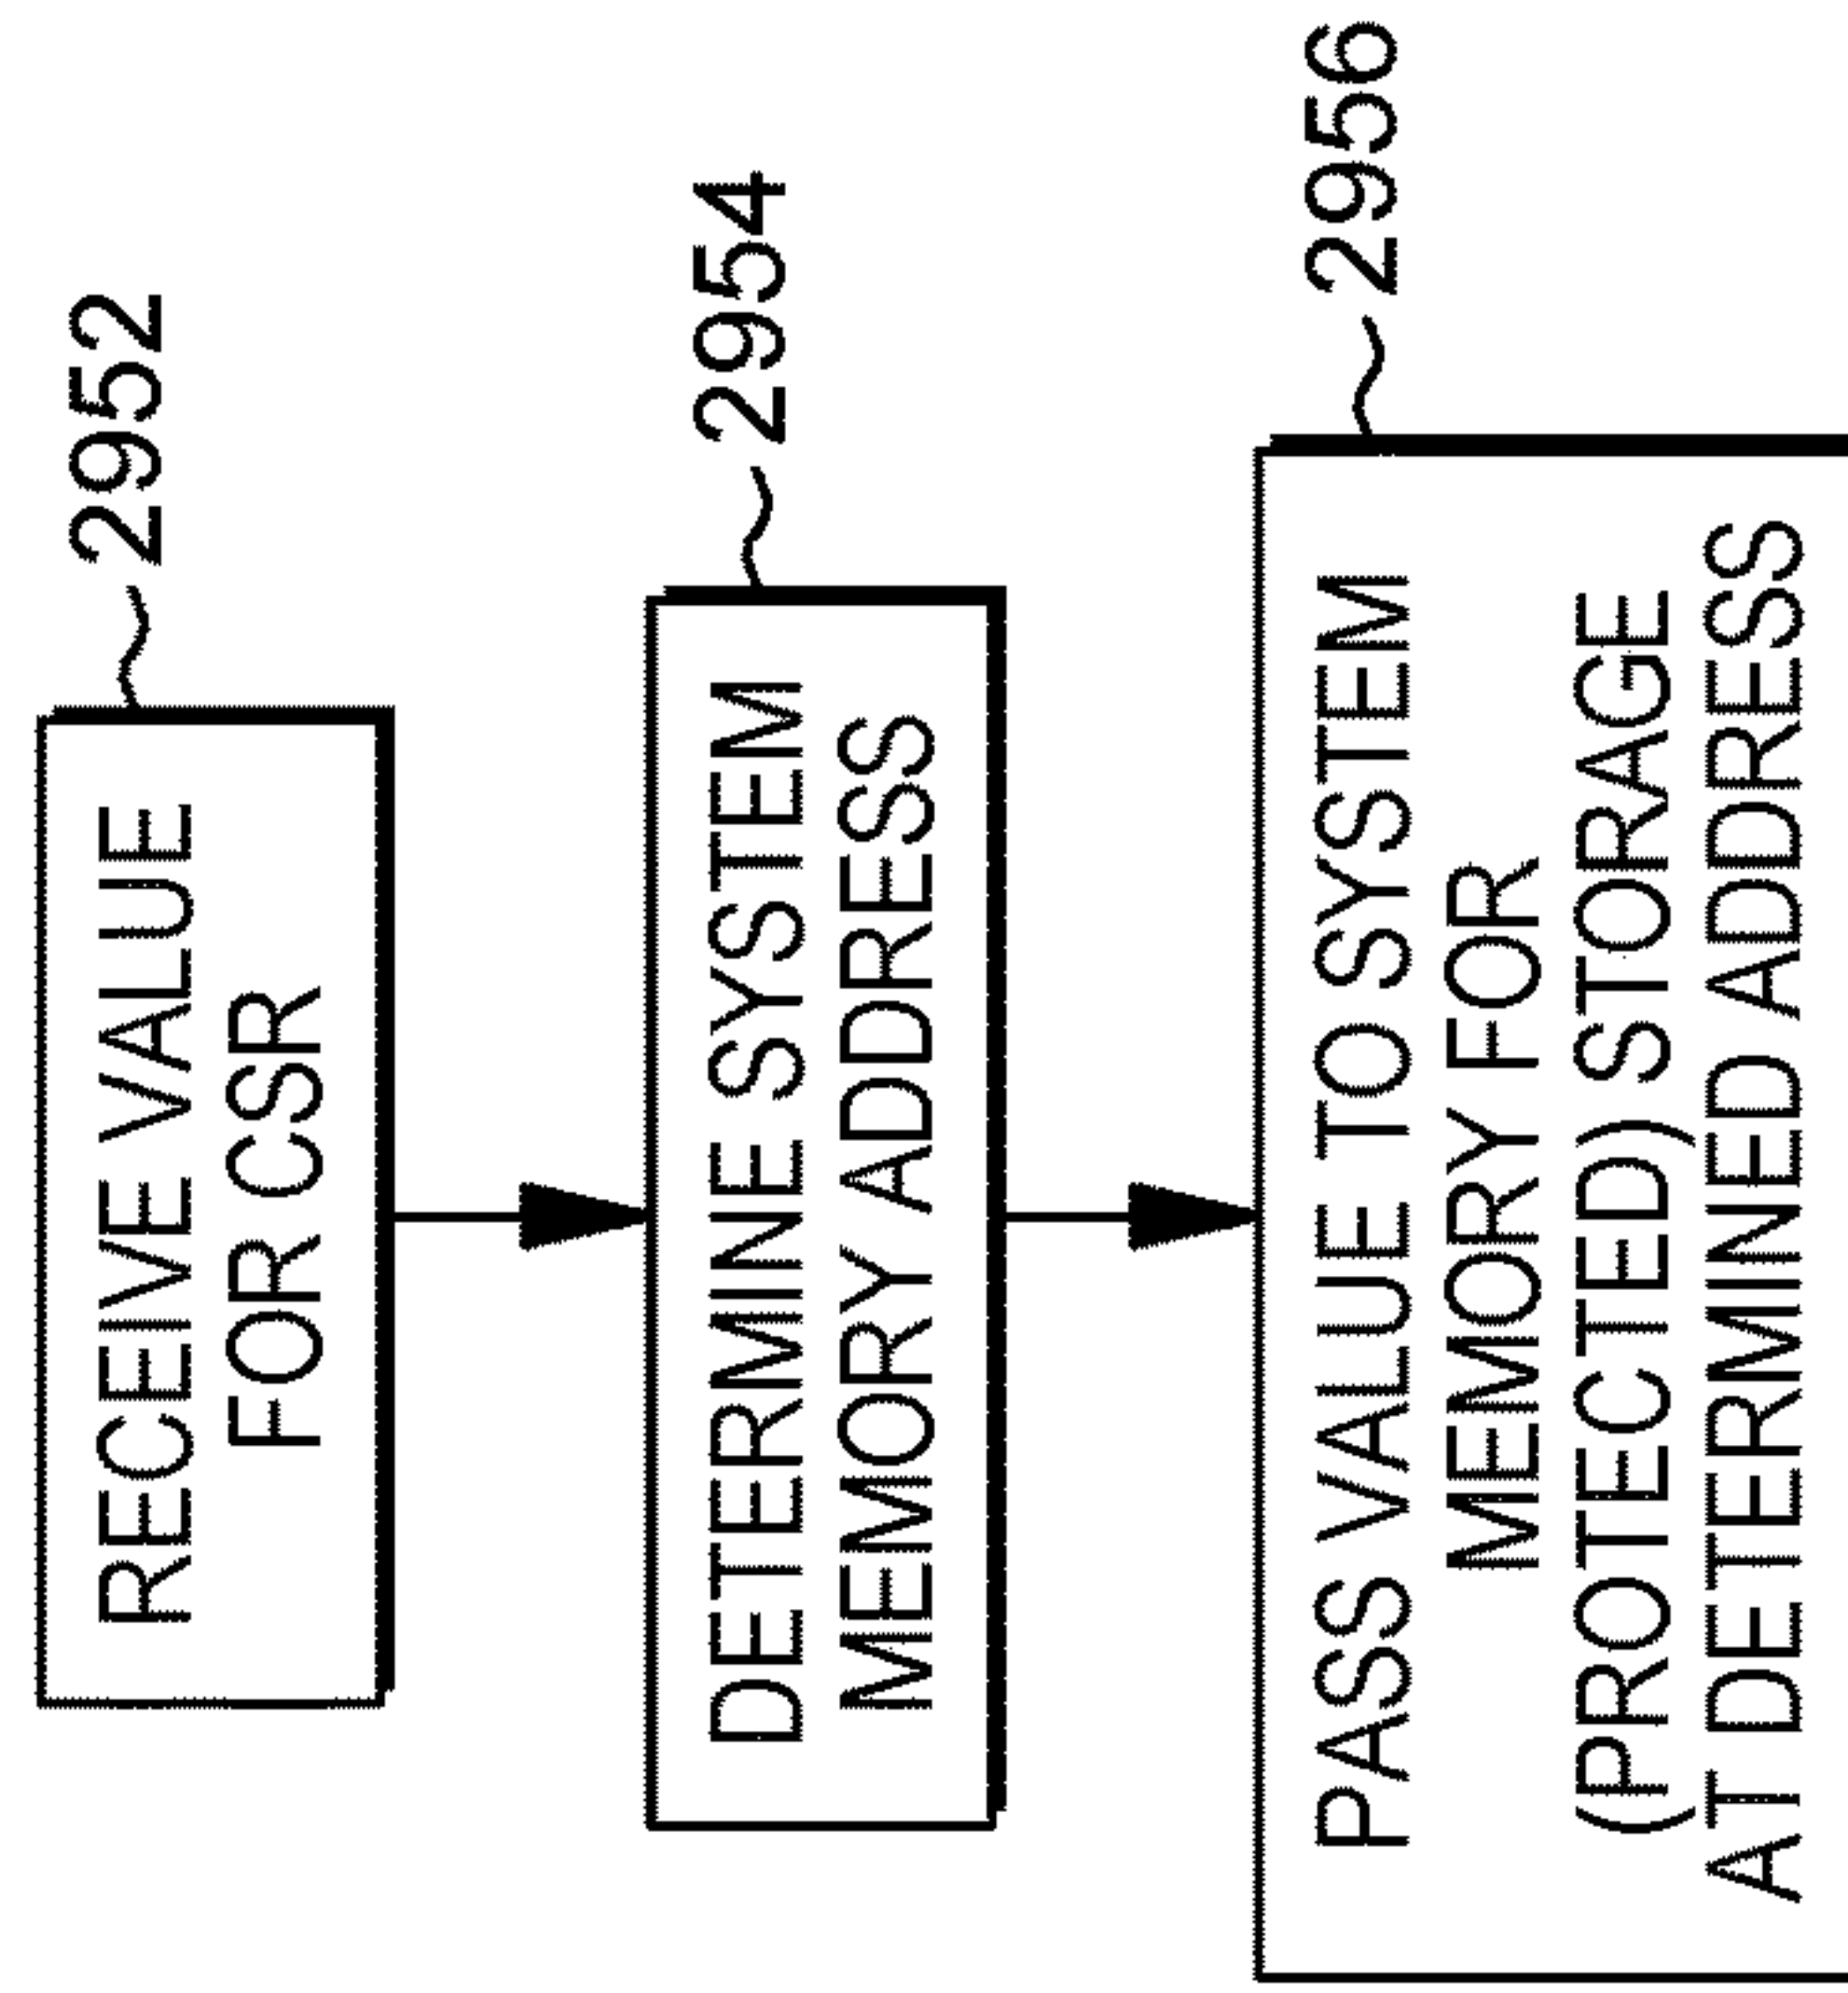 2952
RECEIVE VALUE
FOR CSR
2954
DETERMINE SYSTEM
MEMORY ADDRESS
2956
PASS VALUE TO SYSTEM
MEMORY FOR
(PROTECTED) STORAGE
AT DETERMINED ADDRESS